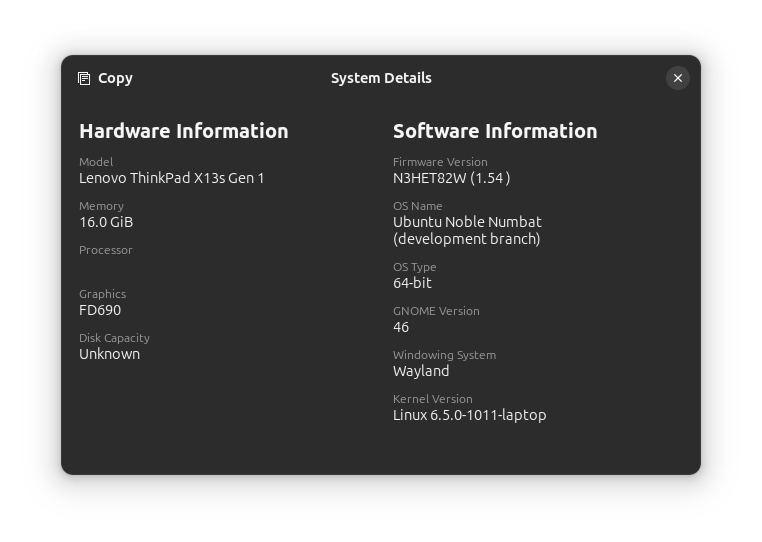 Copy
System Details
Hardware Information
Model
Lenovo ThinkPad X13s Gen 1
Memory
16.0 GiB
Processor
Graphics
FD690
Disk Capacity
Unknown
Software Information
Firmware Version
N3HET82W (1.54 )
OS Name
Ubuntu Noble Numbat
(development branch)
OS Type
64-bit
GNOME Version
46
Windowing System
Wayland
Kernel Version
Linux 6.5.0-1011-laptop